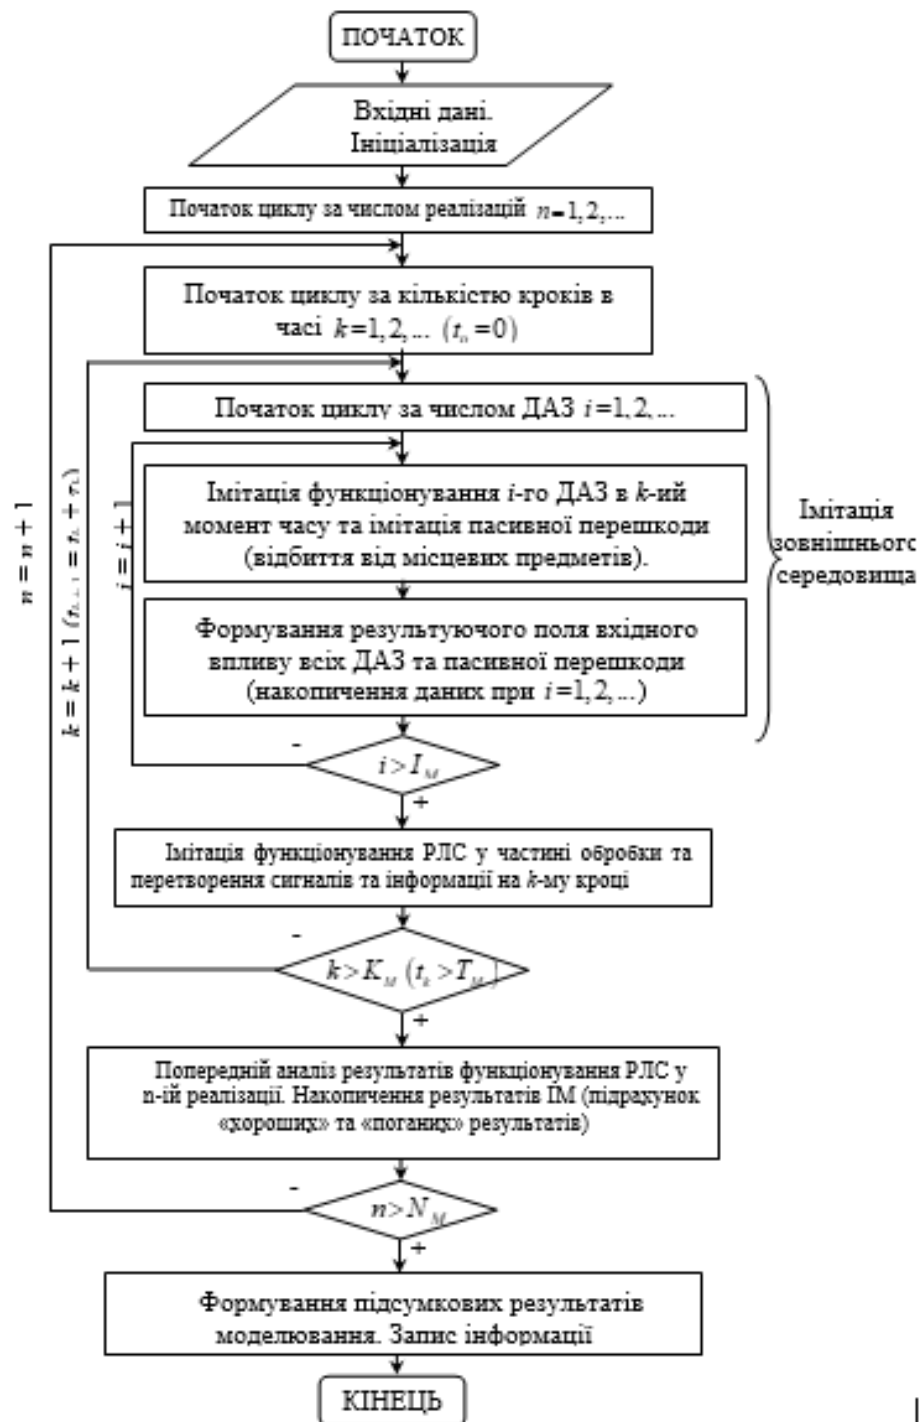 ПОЧАТОК
Вхідні дані.
Ініціалізація
Початок циклу за числом реалізацій n=1,2,...
Початок циклу за кількістю кроків в
часі k=1,2,... (tₒ=0)
Початок циклу за числом ДАЗ i=1,2,...
Імітація функціонування i-го ДАЗ в k-ий
момент часу та імітація пасивної перешкоди
(відбиття від місцевих предметів).
Формування результуючого поля вхідного
впливу всіх ДАЗ та пасивної перешкоди
(накопичення даних при i=1,2,...)
Імітація
зовнішньог
середовища
n = n + 1
k = k + 1 (tₖ₊₁ = tₖ + τₖ)
i = i + 1
-
i>I_M
+
Імітація функціонування РЛС у частині обробки та
перетворення сигналів та інформації на k-му кроці
-
k>K_M (t_k>T_M)
+
Попередній аналіз результатів функціонування РЛС у
n-ій реалізації. Накопичення результатів ІМ (підрахунок
«хороших» та «поганих» результатів)
-
n>N_M
+
Формування підсумкових результатів
моделювання. Запис інформації
КІНЕЦЬ